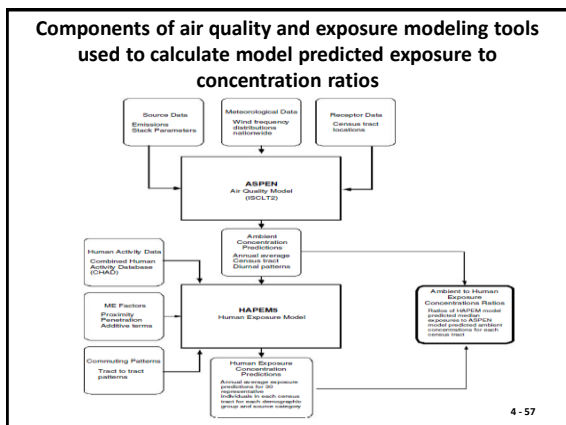 Components of air quality and exposure modeling tools
used to calculate model predicted exposure to
concentration ratios
Source Data
Emissions
Stack Parameters
Meteorological Data
Wind frequency
distributions
nationwide
Receptor Data
Census tract
locations
ASPEN
Air Quality Model
(ISCLT2)
Ambient
Concentration
Predictions
Annual average
Census tract
Diurnal patterns
Human Activity Data
Combined Human
Activity Database
(CHAD)
ME Factors
Proximity
Penetration
Additive terms
Commuting Patterns
Tract to tract
patterns
HAPEM5
Human Exposure Model
Ambient to Human
Exposure
Concentrations Ratios
Ratios of HAPEM model
predicted median
exposures to ASPEN
model predicted ambient
concentrations for each
census tract
Human Exposure
Concentration
Predictions
Annual average exposure
predictions for 30
representative
individuals in each census
tract for each demographic
group and source category
4 - 57